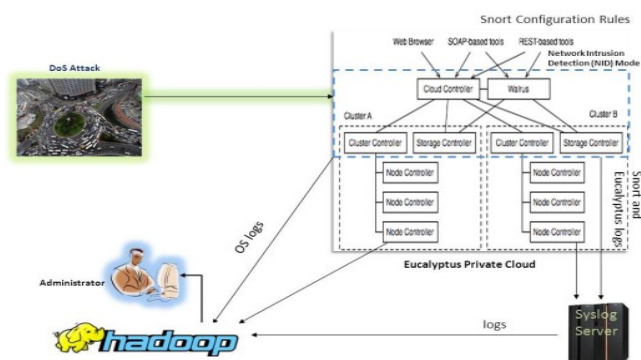 Snort Configuration Rules
Web Browser
SOAP-based tools
REST-based tools
Network Intrusion
Detection (NID) Mode
DoS Attack
Cloud Controller
Walrus
Cluster A
Cluster B
Cluster Controller
Storage Controller
Cluster Controller
Storage Controller
Node Controller
Node Controller
Node Controller
Node Controller
Node Controller
Node Controller
Snort and
Eucalyptus logs
OS logs
Eucalyptus Private Cloud
Administrator
hadoop
logs
Syslog
Server